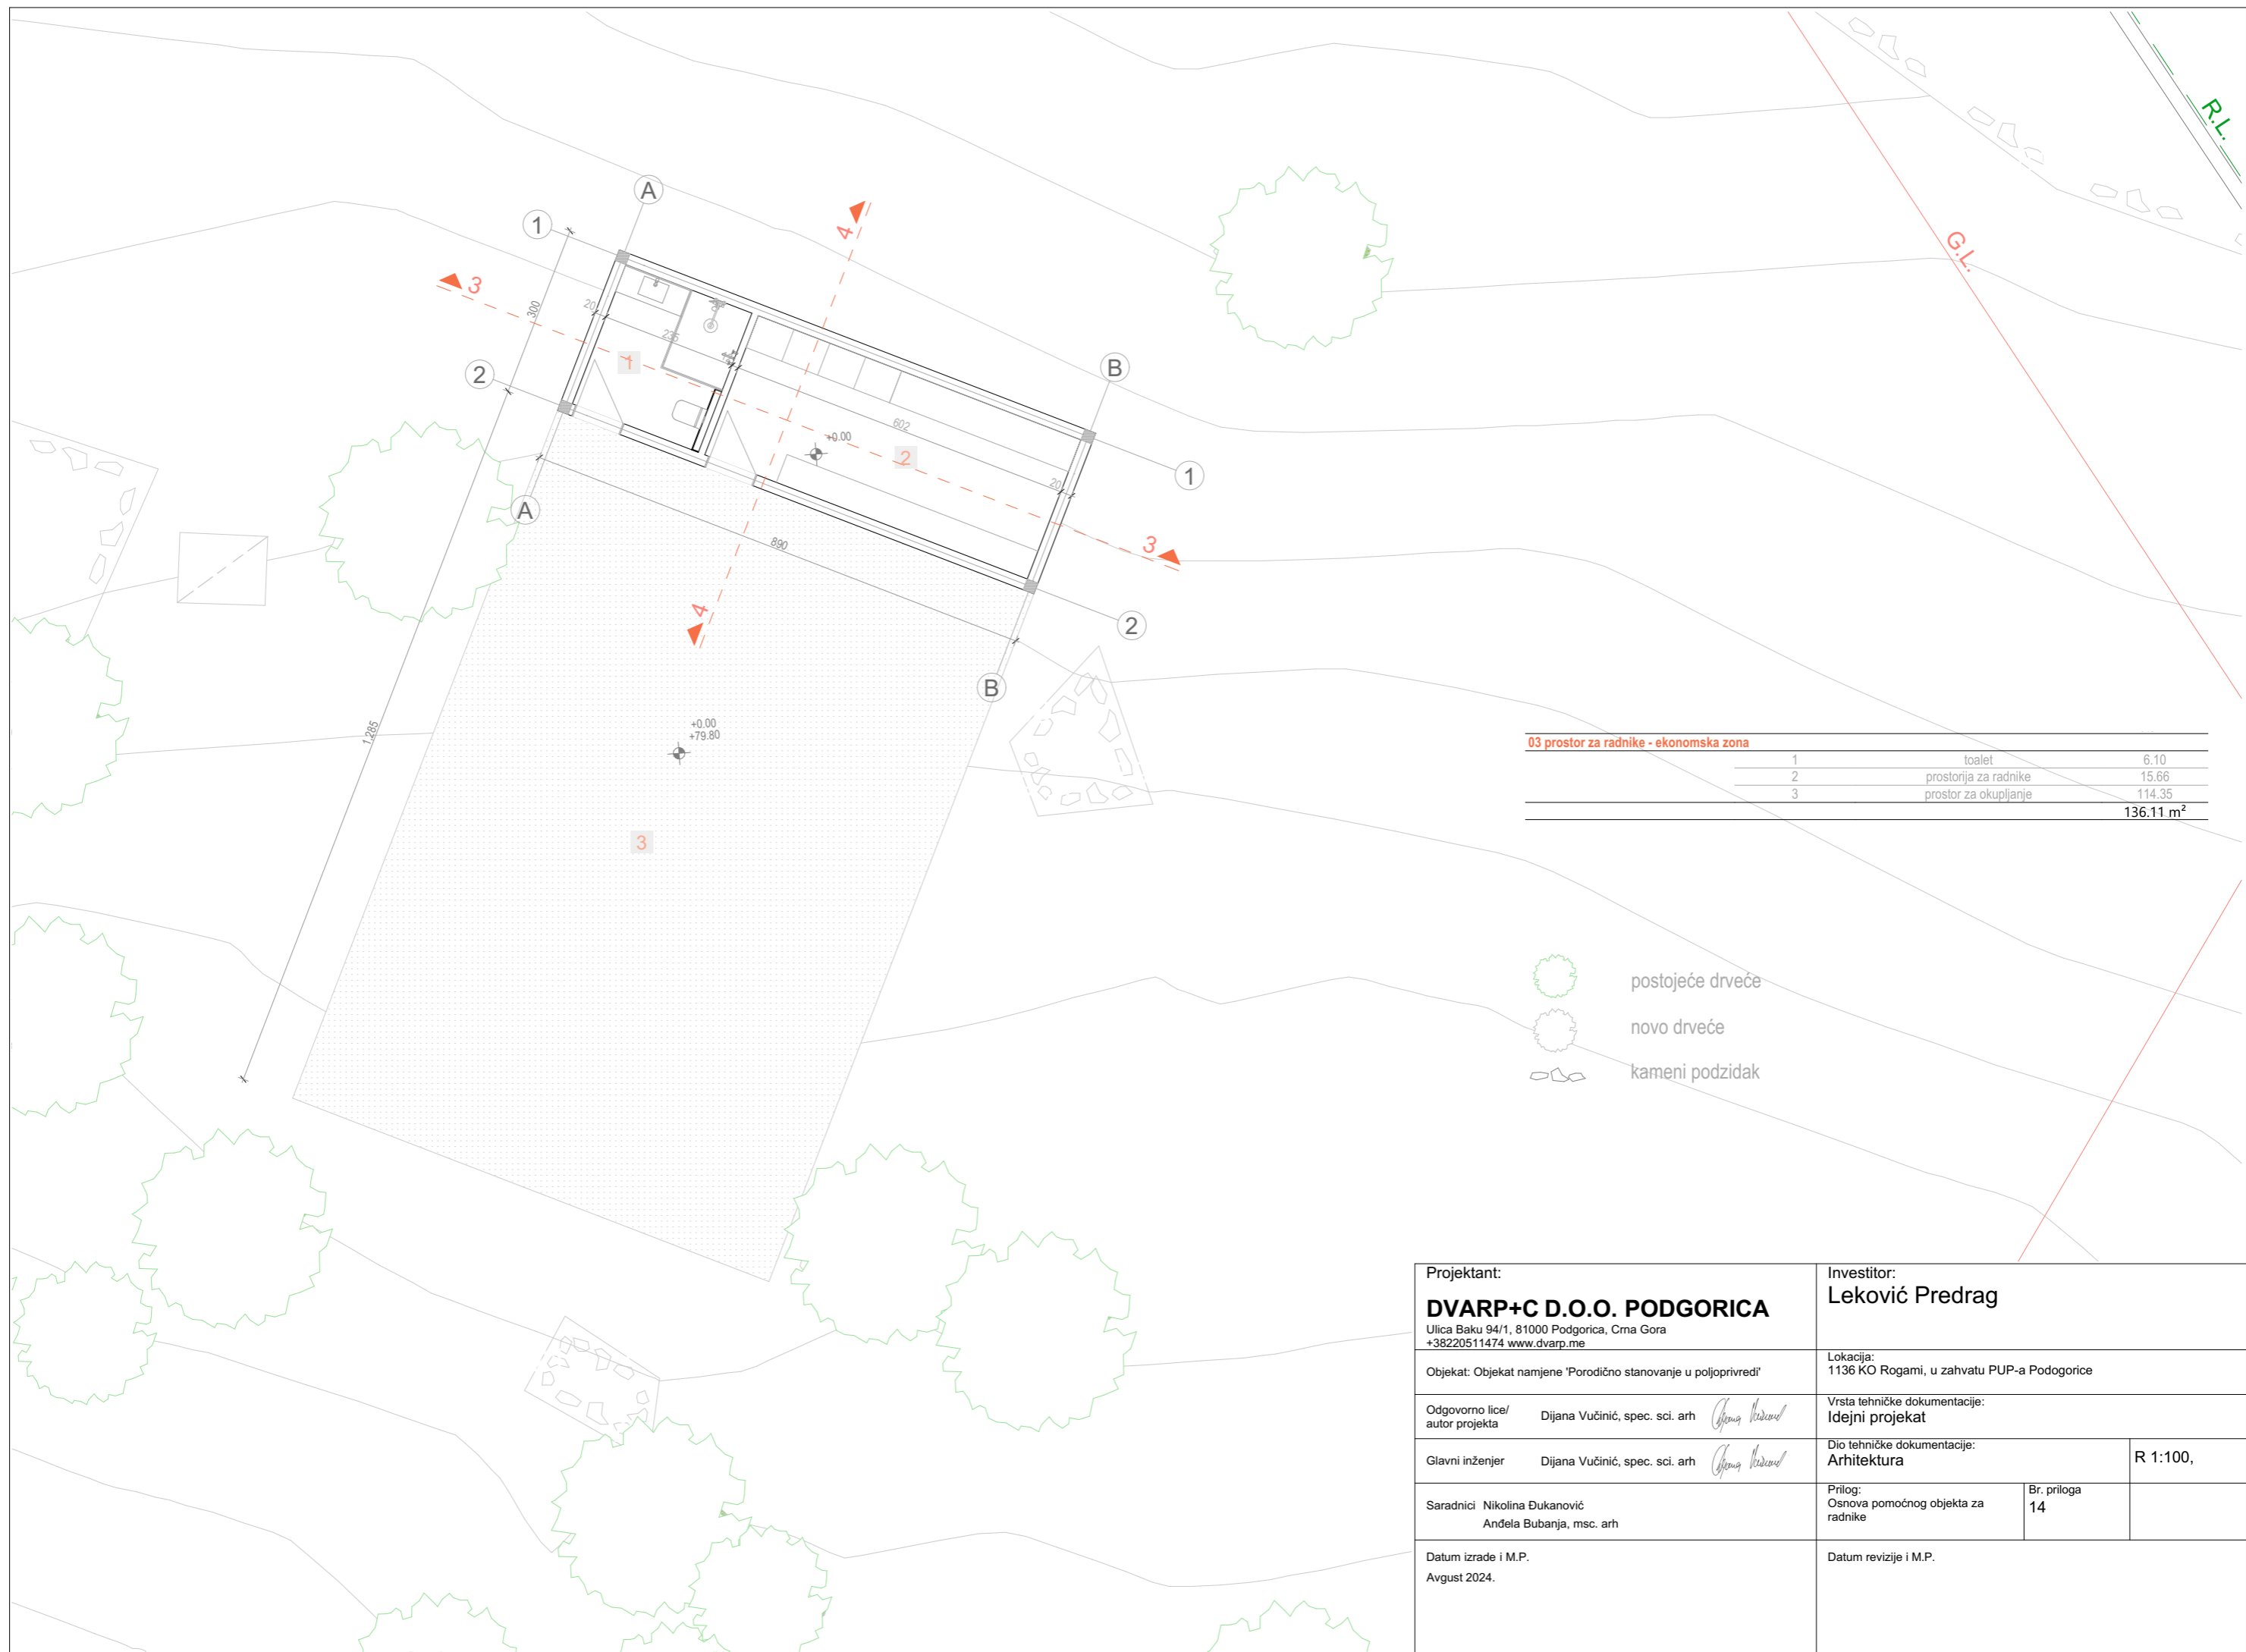 R.L.
G.L.
A
1
4
3
300
20
235
1
2
B
602
+0.00
2
20
1
A
890
3
4
2
B
1,285
+0.00
+79.80
3
03 prostor za radnike - ekonomska zona
1 toalet 6.10
2 prostorija za radnike 15.66
3 prostor za okupljanje 114.35
136.11 m²
postojeće drveće
novo drveće
kameni podzidak
Projektant:
DVARP+C D.O.O. PODGORICA
Ulica Baku 94/1, 81000 Podgorica, Crna Gora
+38220511474 www.dvarp.me
Investitor:
Leković Predrag
Objekat: Objekat namjene 'Porodično stanovanje u poljoprivredi'
Lokacija:
1136 KO Rogami, u zahvatu PUP-a Podogorice
Odgovorno lice/
autor projekta
Dijana Vučinić, spec. sci. arh
Vrsta tehničke dokumentacije:
Idejni projekat
Glavni inženjer Dijana Vučinić, spec. sci. arh
Dio tehničke dokumentacije:
Arhitektura
R 1:100,
Saradnici Nikolina Đukanović
Anđela Bubanja, msc. arh
Prilog:
Osnova pomoćnog objekta za
radnike
Br. priloga
14
Datum izrade i M.P.
Avgust 2024.
Datum revizije i M.P.